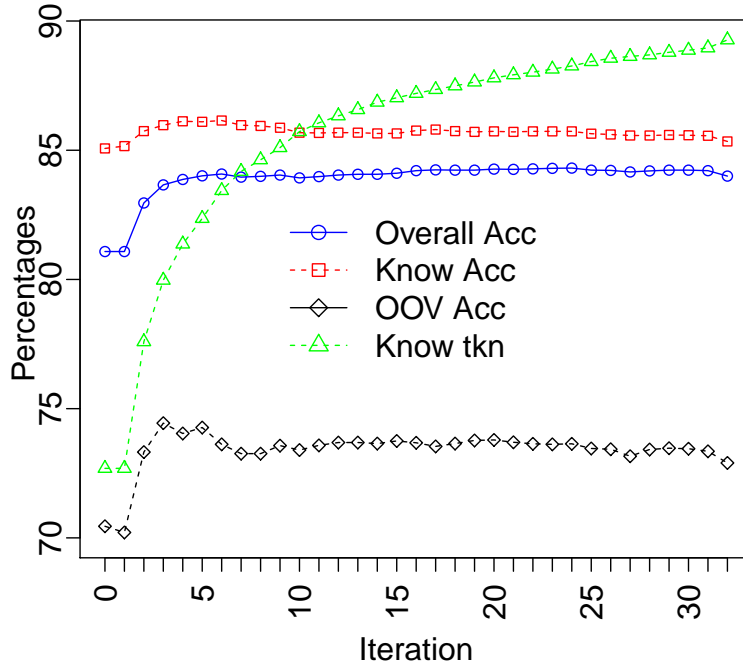 90
85
80
75
70
Percentages
Overall Acc
Know Acc
OOV Acc
Know tkn
0 5 10 15 20 25 30
Iteration